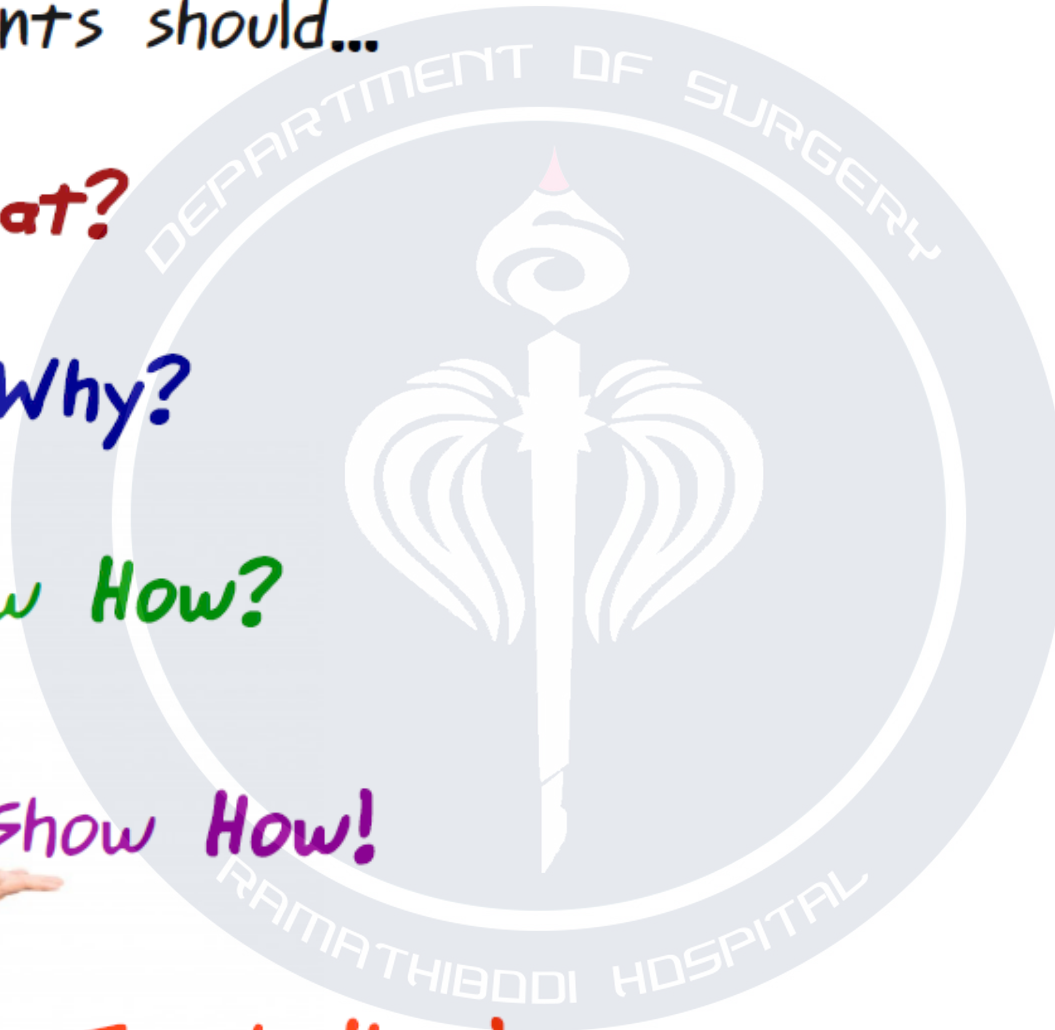 nts should...
DEPARTMENT OF SURGERY
at?
Why?
w How?
Show How!
RAMATHIBODI HOSPITAL